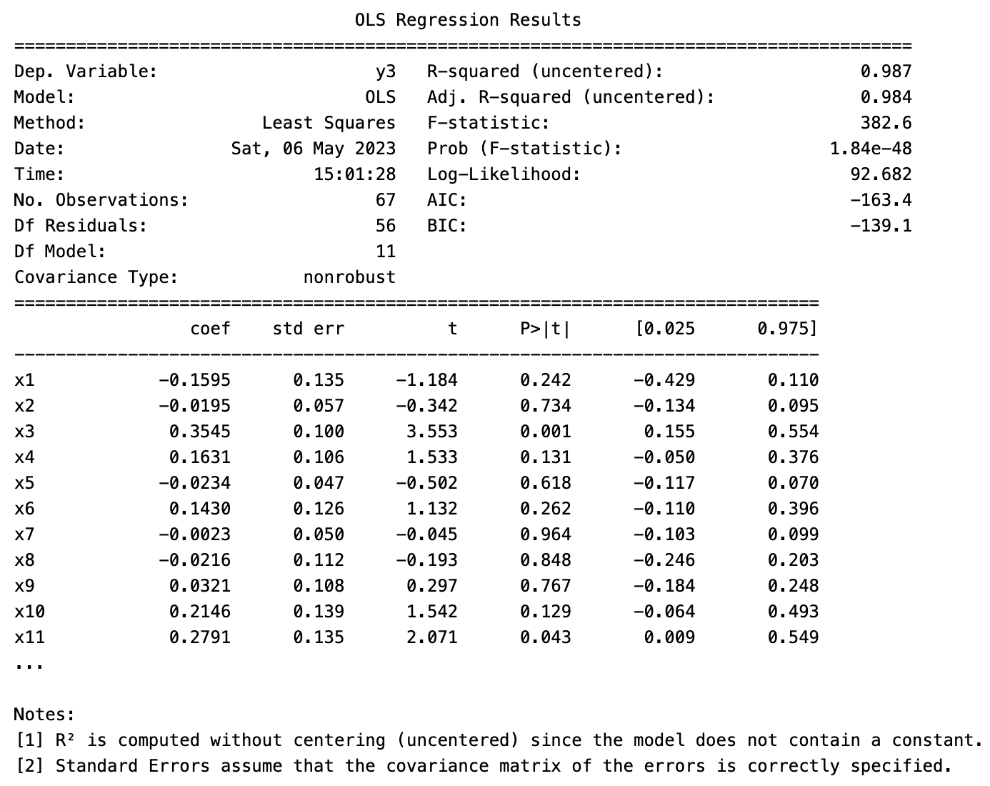 OLS Regression Results
==============================================================================
Dep. Variable: y3 R-squared (uncentered): 0.987
Model: OLS Adj. R-squared (uncentered): 0.984
Method: Least Squares F-statistic: 382.6
Date: Sat, 06 May 2023 Prob (F-statistic): 1.84e-48
Time: 15:01:28 Log-Likelihood: 92.682
No. Observations: 67 AIC: -163.4
Df Residuals: 56 BIC: -139.1
Df Model: 11
Covariance Type: nonrobust
==============================================================================
coef std err t P>|t| [0.025 0.975]
------------------------------------------------------------------------------
x1 -0.1595 0.135 -1.184 0.242 -0.429 0.110
x2 -0.0195 0.057 -0.342 0.734 -0.134 0.095
x3 0.3545 0.100 3.553 0.001 0.155 0.554
x4 0.1631 0.106 1.533 0.131 -0.050 0.376
x5 -0.0234 0.047 -0.502 0.618 -0.117 0.070
x6 0.1430 0.126 1.132 0.262 -0.110 0.396
x7 -0.0023 0.050 -0.045 0.964 -0.103 0.099
x8 -0.0216 0.112 -0.193 0.848 -0.246 0.203
x9 0.0321 0.108 0.297 0.767 -0.184 0.248
x10 0.2146 0.139 1.542 0.129 -0.064 0.493
x11 0.2791 0.135 2.071 0.043 0.009 0.549
...
Notes:
[1] R² is computed without centering (uncentered) since the model does not contain a constant.
[2] Standard Errors assume that the covariance matrix of the errors is correctly specified.